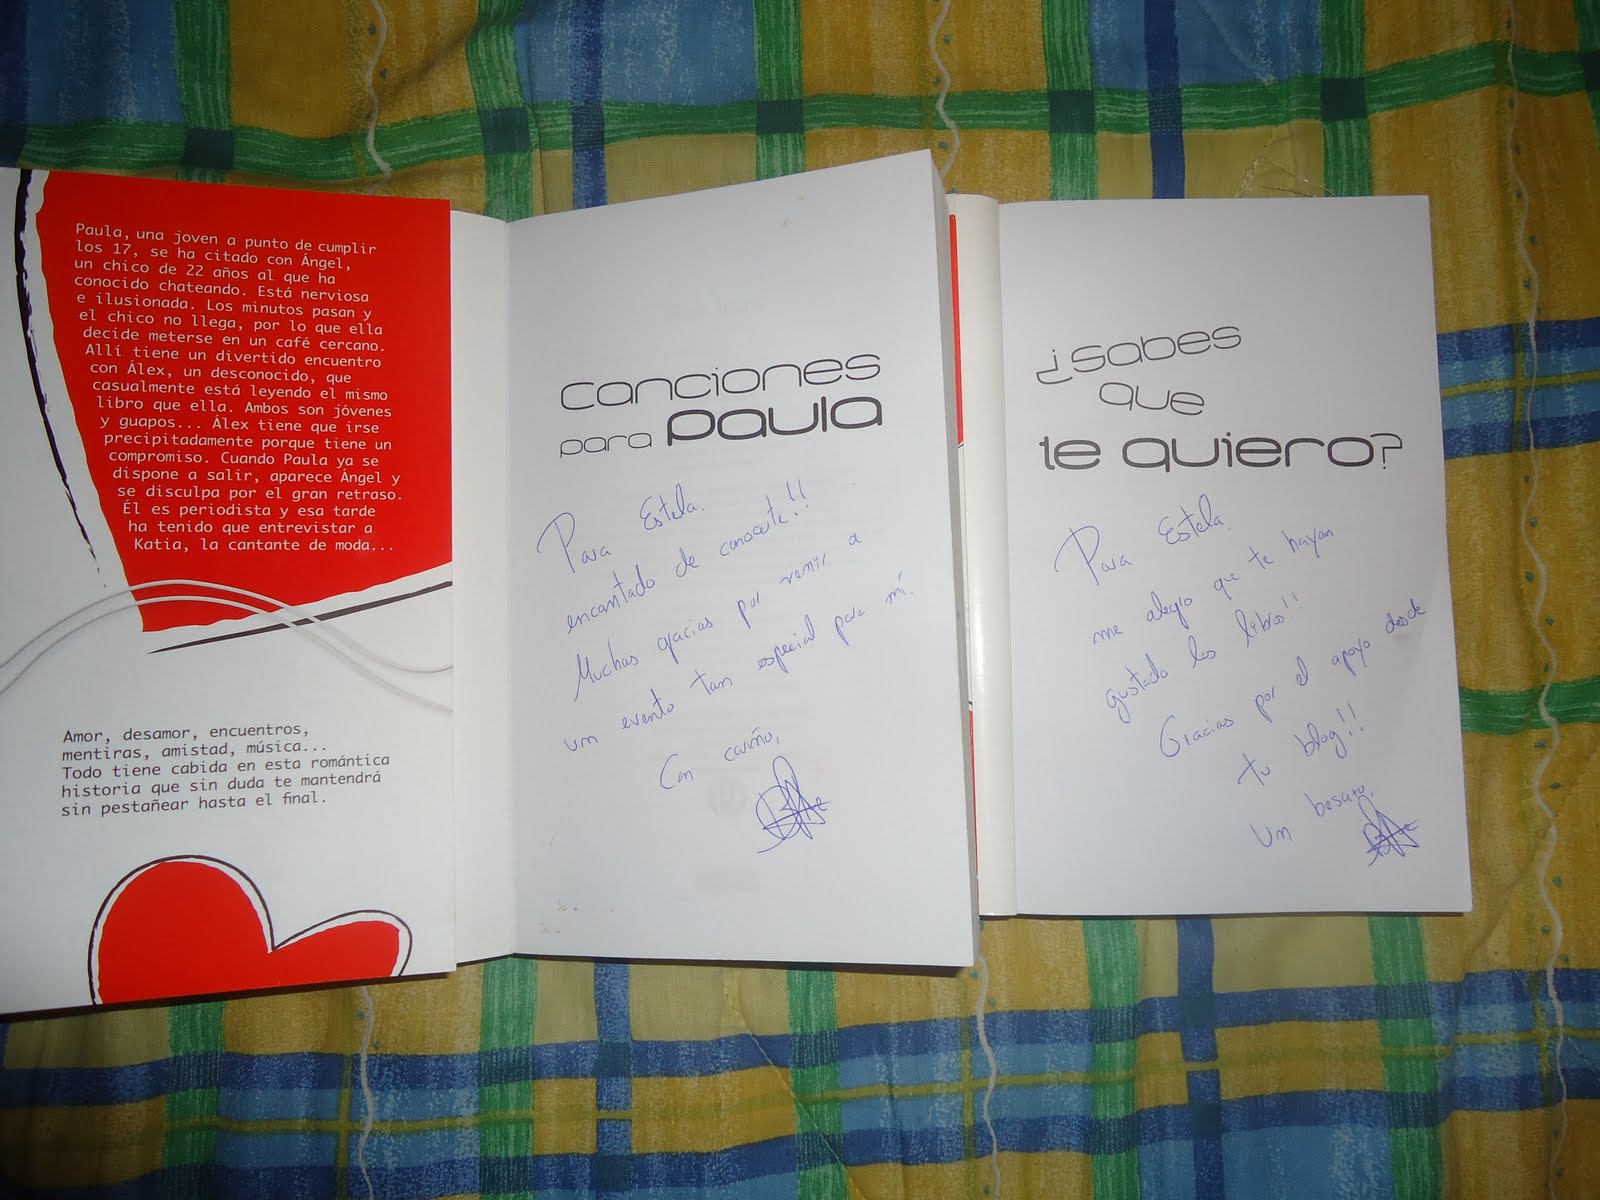 Paula, una joven a punto de cumplir
los 17, se ha citado con Ángel,
un chico de 22 años al que ha
conocido chateando. Está nerviosa
e ilusionada. Los minutos pasan y
el chico no llega, por lo que ella
decide meterse en un café cercano.
Allí tiene un divertido encuentro
con Álex, un desconocido, que
casualmente está leyendo el mismo
libro que ella. Ambos son jóvenes
y guapos... Álex tiene que irse
precipitadamente porque tiene un
compromiso. Cuando Paula ya se
dispone a salir, aparece Ángel y
se disculpa por el gran retraso.
Él es periodista y esa tarde
ha tenido que entrevistar a
Katia, la cantante de moda...
Amor, desamor, encuentros,
mentiras, amistad, música...
Todo tiene cabida en esta romántica
historia que sin duda te mantendrá
sin pestañear hasta el final.
Canciones
para paula
Para Estela.
encantado de conocerte!!
Muchas gracias por venir a
un evento tan especial para mí.
Con cariño,
¿Sabes
que
te quiero?
Para Estela.
me alegro que te hayan
gustado los libros!!
Gracias por el apoyo desde
tu blog!!
Un besazo,